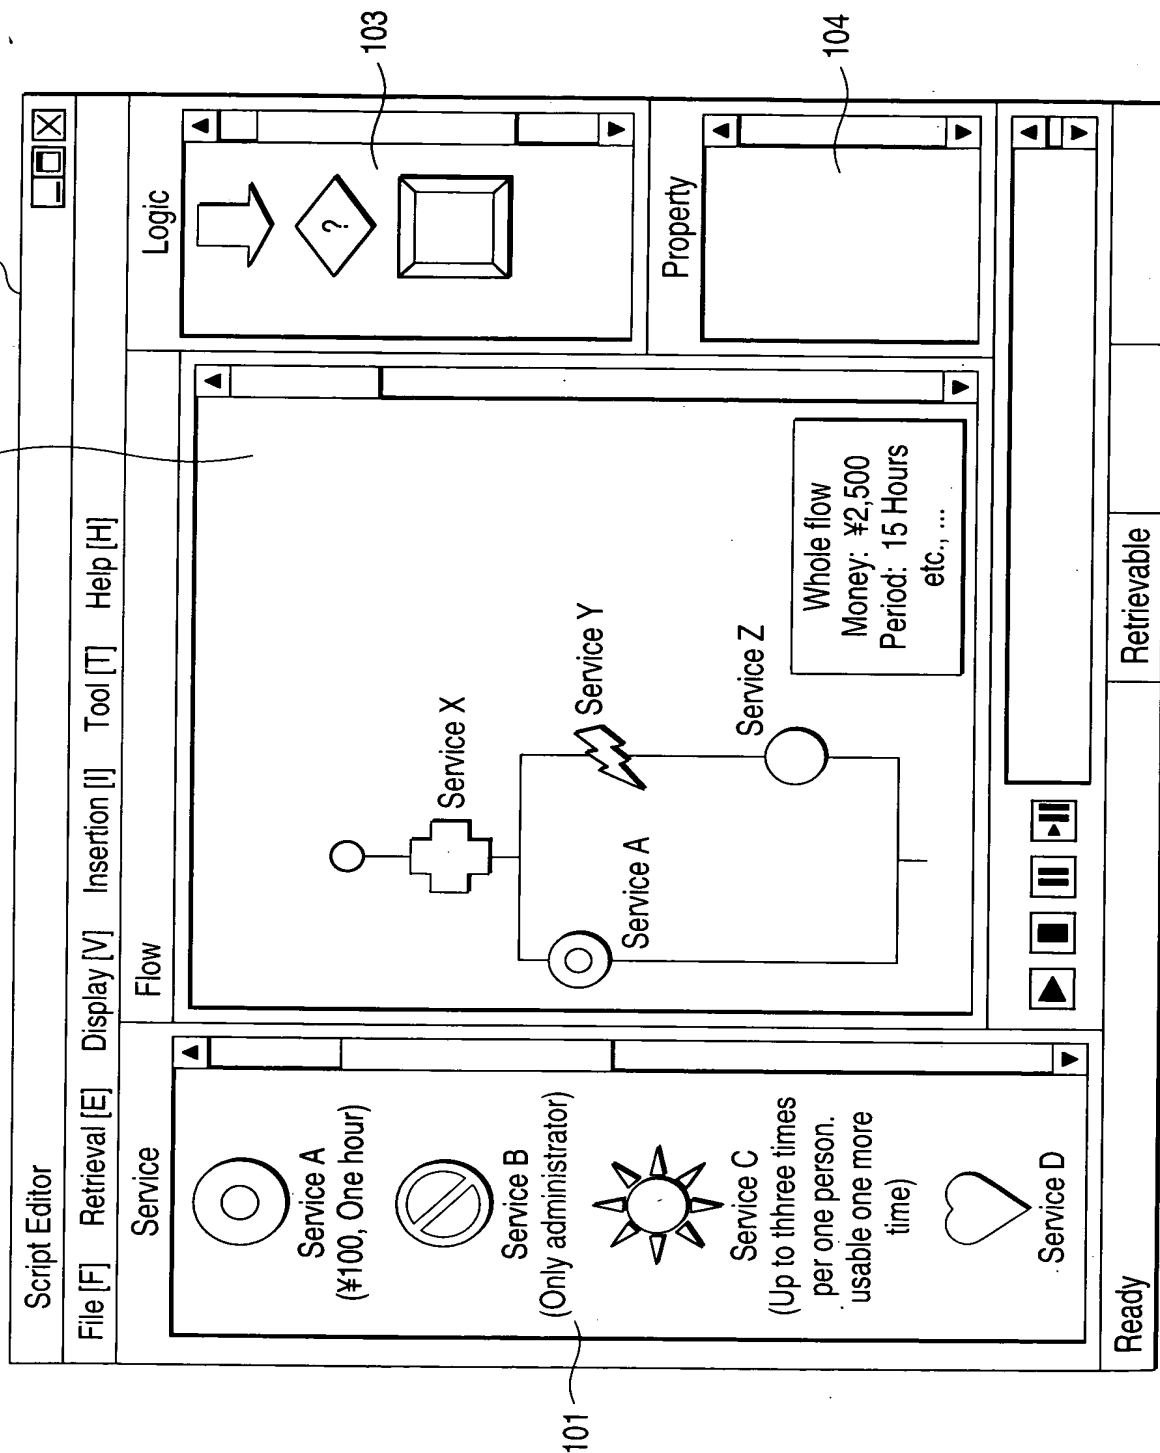 Script Editor
File [F] Retrieval [E] Display [V] Insertion [I] Tool [T] Help [H]
Service
Service A
(¥100, One hour)
Service B
(Only administrator)
Service C
(Up to thhree times
per one person.
usable one more
time)
Service D
101
Flow
Service X
Service A
Service Y
Service Z
Whole flow
Money: ¥2,500
Period: 15 Hours
etc., ...
Logic
?
103
Property
104
Ready
Retrievable